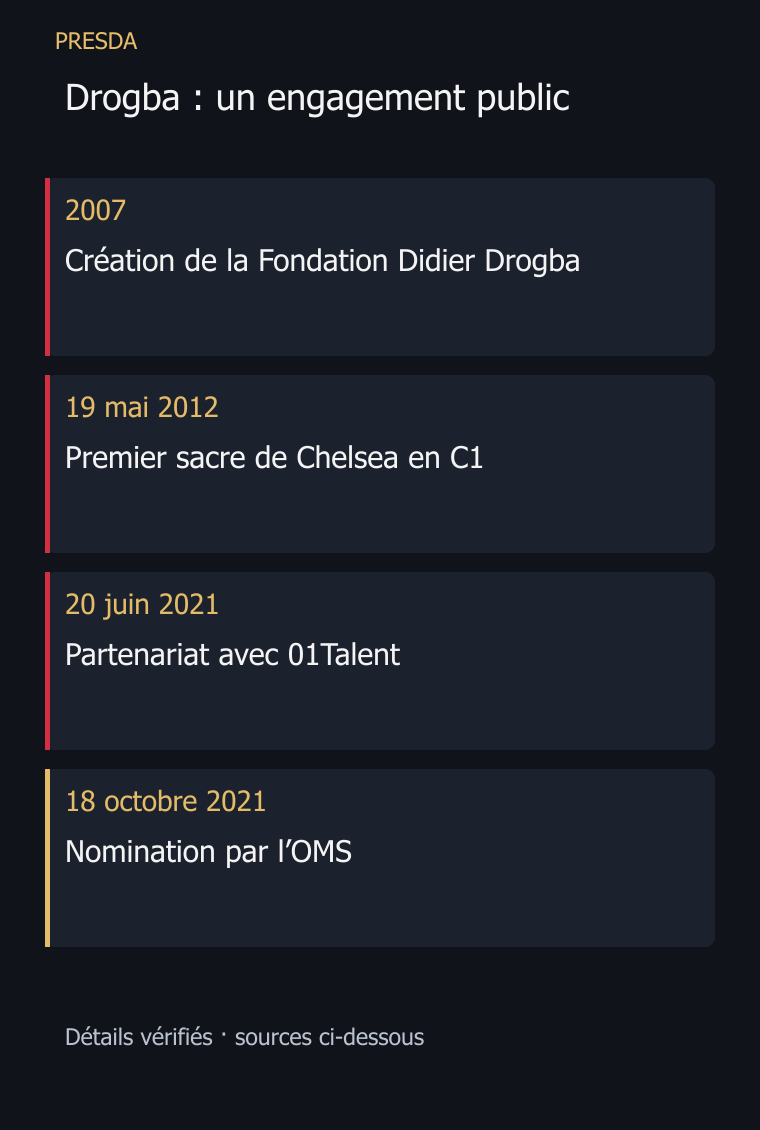 PRESDA
Drogba : un engagement public
2007
Création de la Fondation Didier Drogba
19 mai 2012
Premier sacre de Chelsea en C1
20 juin 2021
Partenariat avec 01Talent
18 octobre 2021
Nomination par l’OMS
Détails vérifiés · sources ci-dessous